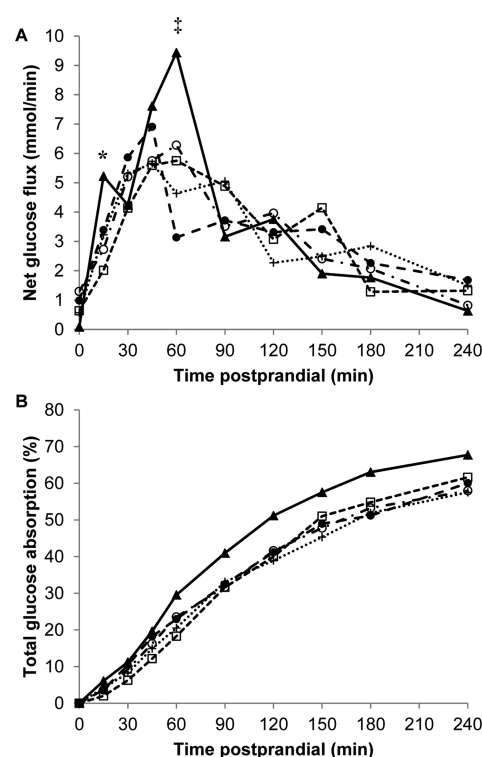 A
‡
*
Net glucose flux (mmol/min)
10
9
8
7
6
5
4
3
2
1
0
0 30 60 90 120 150 180 210 240
Time postprandial (min)
B
Total glucose absorption (%)
80
70
60
50
40
30
20
10
0
0 30 60 90 120 150 180 210 240
Time postprandial (min)